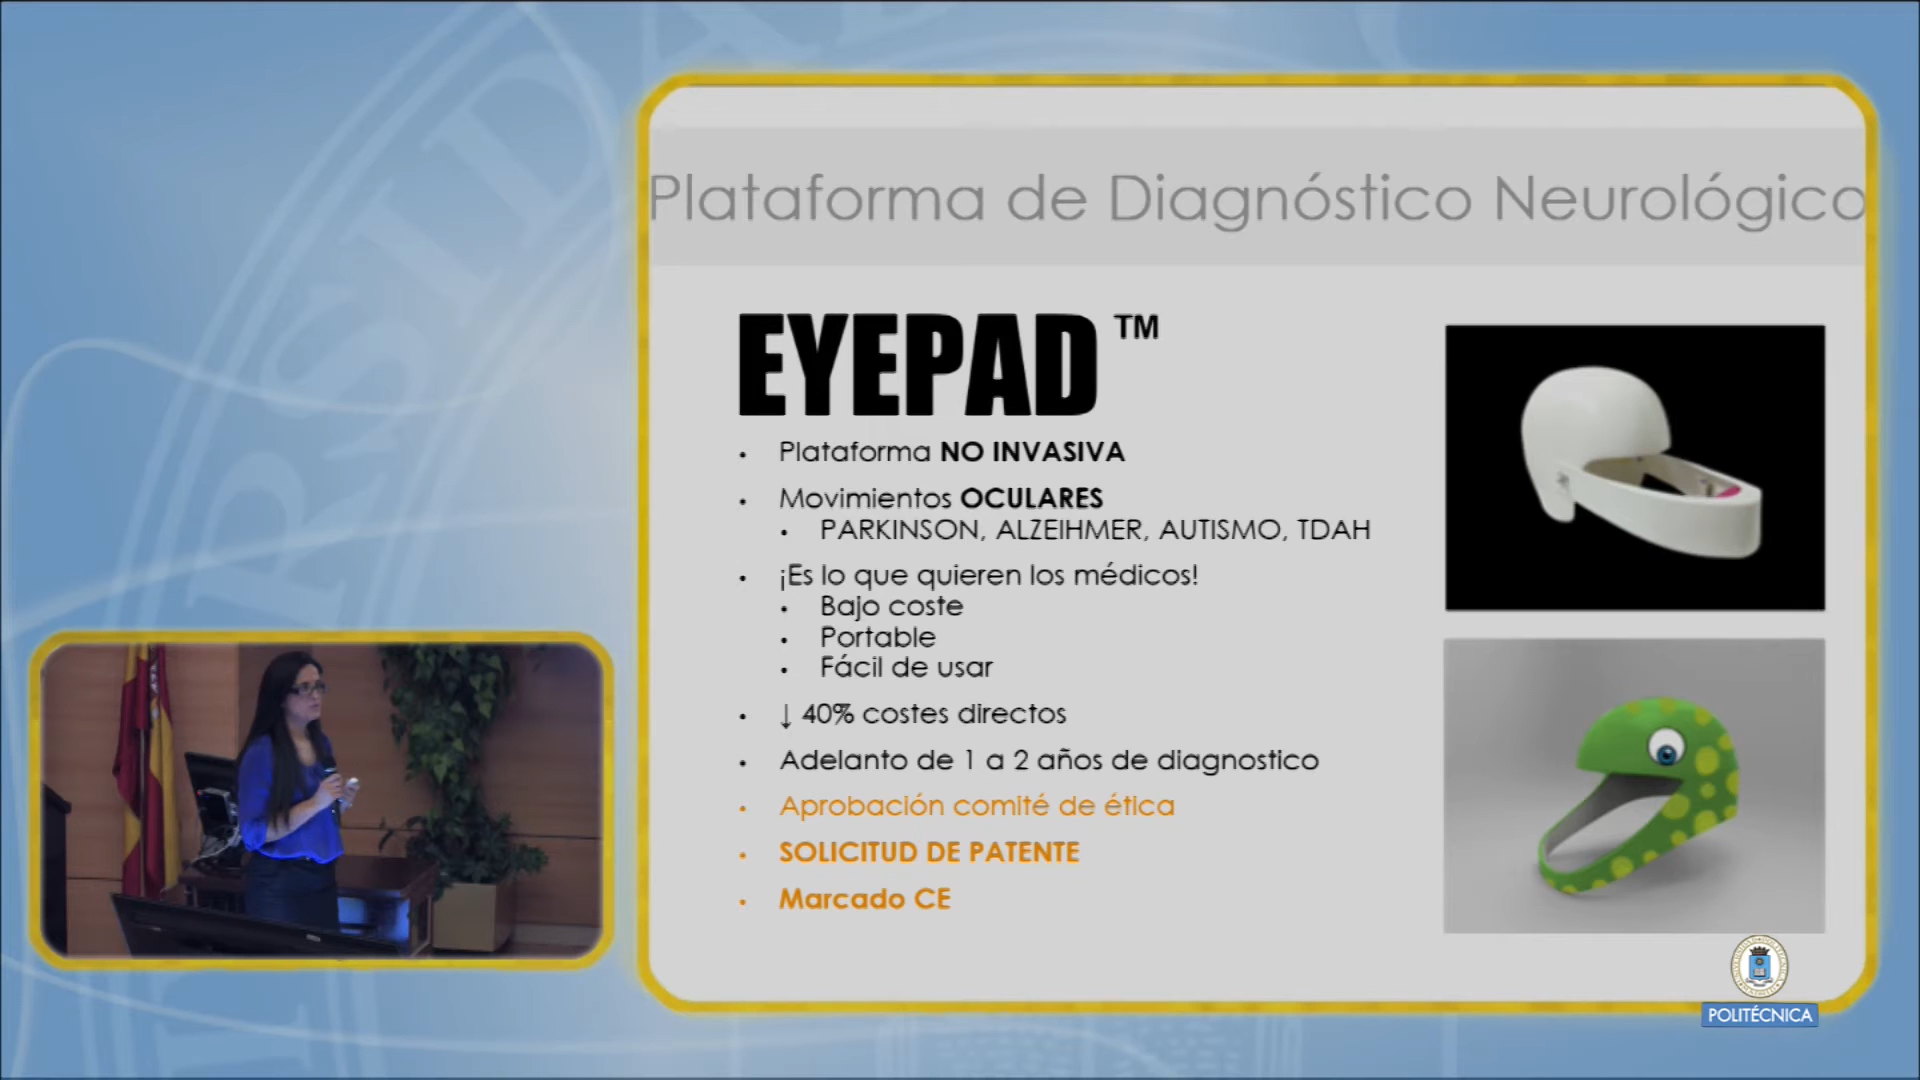 Plataforma de Diagnóstico Neurológico
EYEPAD™
• Plataforma NO INVASIVA
• Movimientos OCULARES
• PARKINSON, ALZEIHMER, AUTISMO, TDAH
• ¡Es lo que quieren los médicos!
• Bajo coste
• Portable
• Fácil de usar
• ↓ 40% costes directos
• Adelanto de 1 a 2 años de diagnostico
• Aprobación comité de ética
• SOLICITUD DE PATENTE
• Marcado CE
POLITÉCNICA